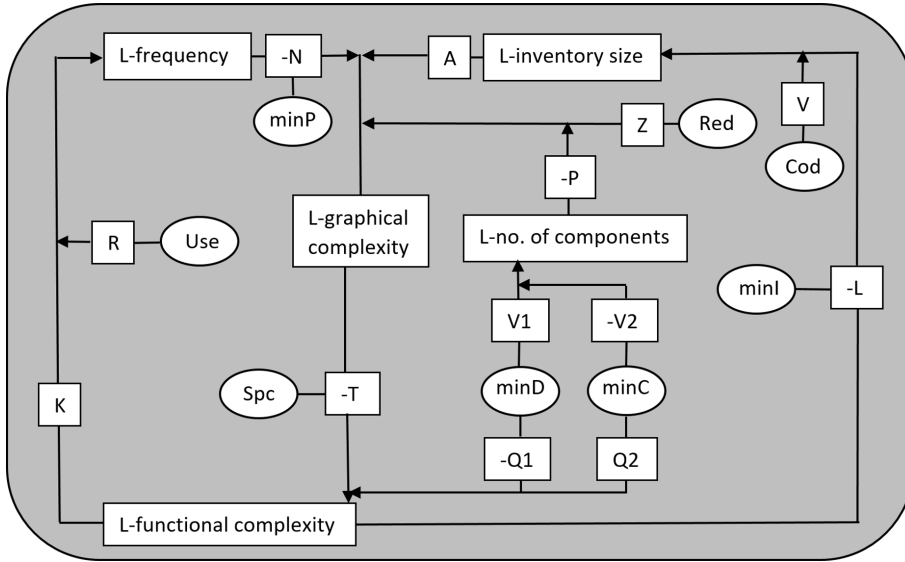 L-frequency
-N
A
L-inventory size
minP
Z
Red
V
Cod
-P
L-graphical
complexity
R
Use
L-no. of components
minI
-L
V1
-V2
Spc
-T
minD
minC
K
-Q1
Q2
L-functional complexity